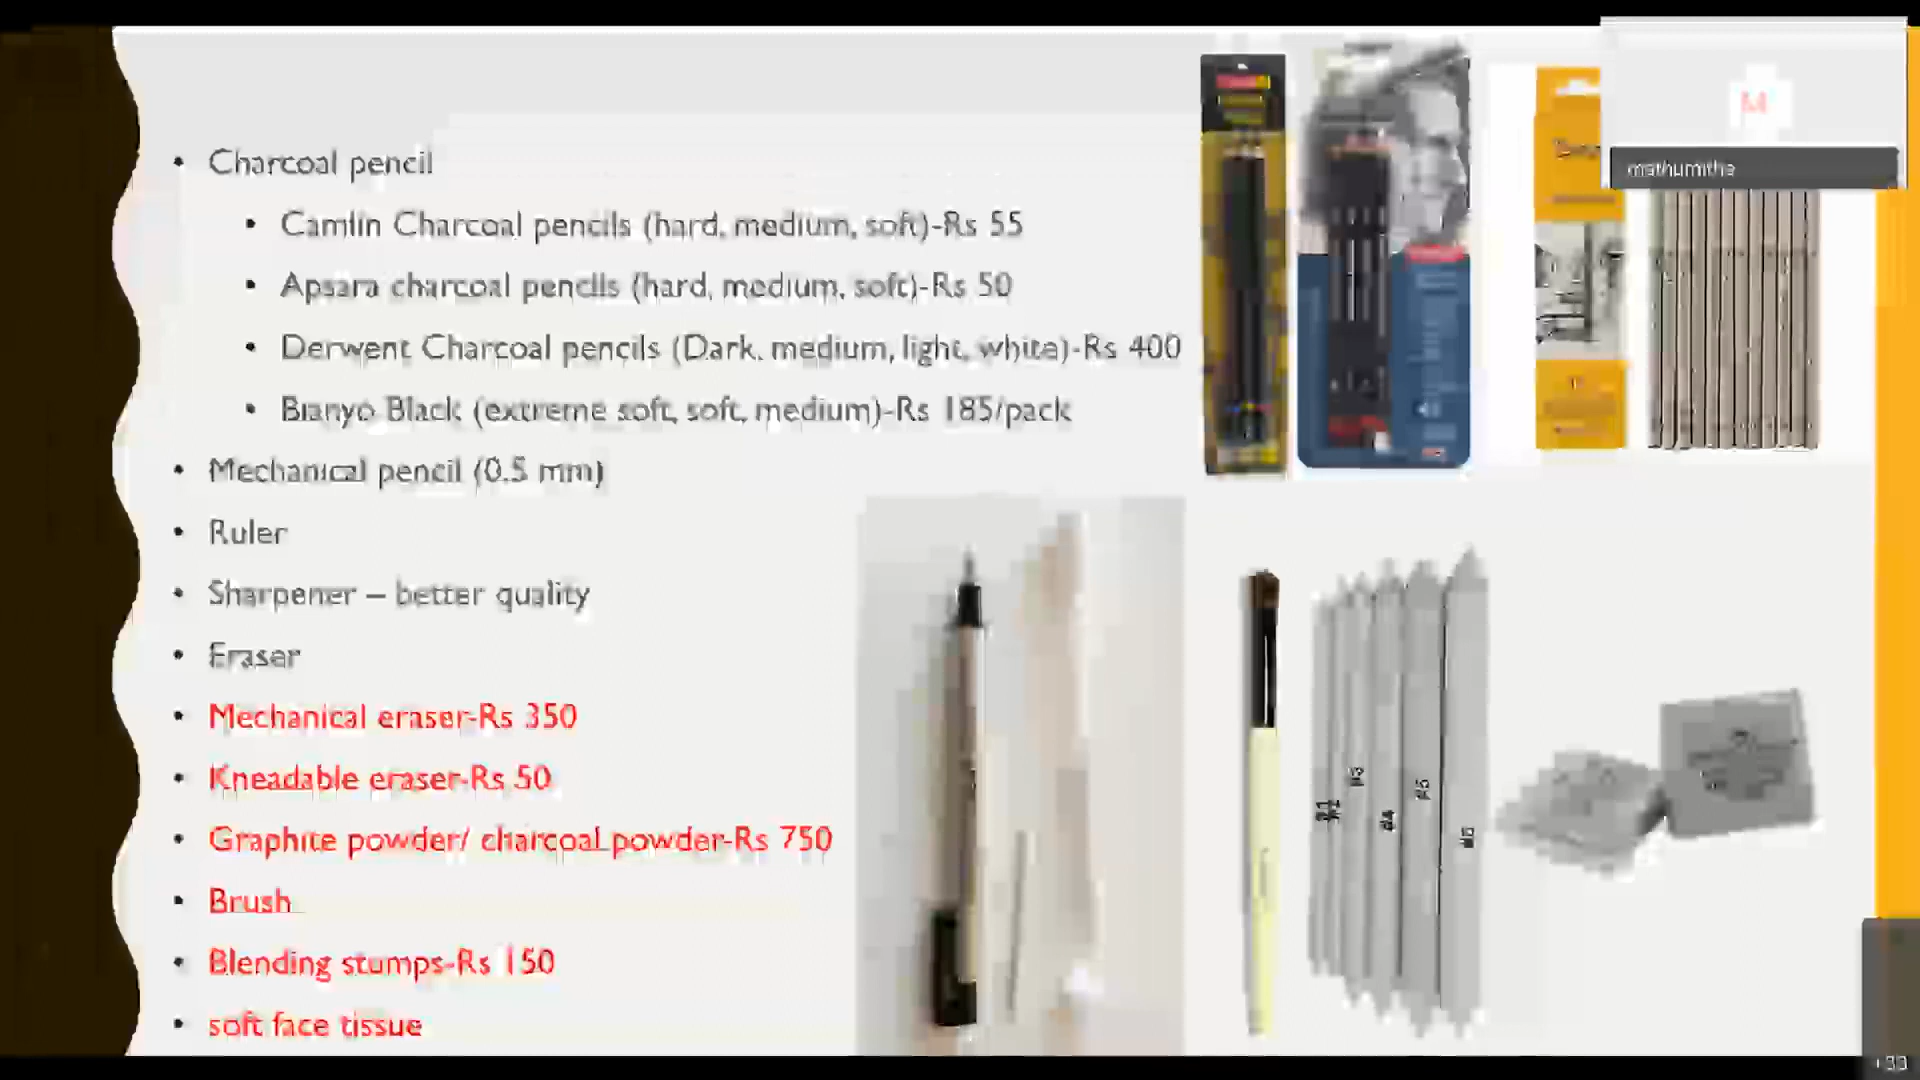 • Charcoal pencil
• Camlin Charcoal pencils (hard, medium, soft)-Rs 55
• Apsara charcoal pencils (hard, medium, soft)-Rs 50
• Derwent Charcoal pencils (Dark, medium, light, white)-Rs 400
• Bianyo Black (extreme soft, soft, medium)-Rs 185/pack
• Mechanical pencil (0.5 mm)
• Ruler
• Sharpener – better quality
• Eraser
• Mechanical eraser-Rs 350
• Kneadable eraser-Rs 50
• Graphite powder/ charcoal powder-Rs 750
• Brush
• Blending stumps-Rs 150
• soft face tissue
M
mathumitha
#3
#4
#5